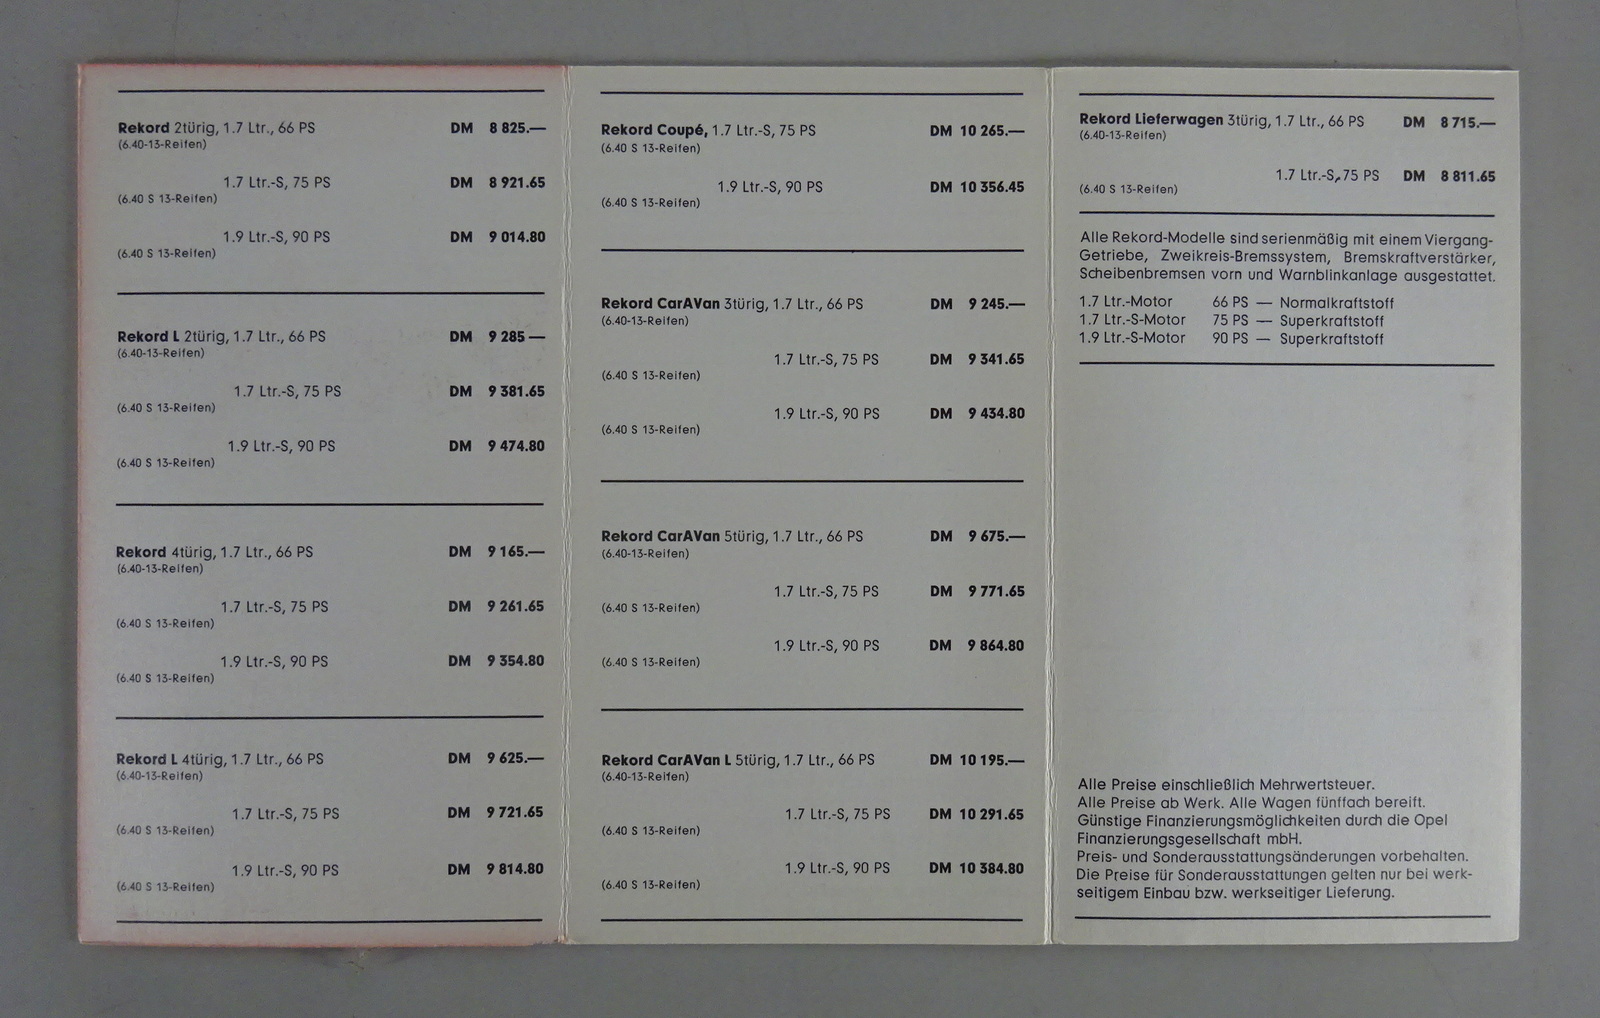 Rekord 2türig, 1.7 Ltr., 66 PS DM 8 825.—
(6.40-13-Reifen)
1.7 Ltr.-S, 75 PS DM 8 921.65
(6.40 S 13-Reifen)
1.9 Ltr.-S, 90 PS DM 9 014.80
(6.40 S 13-Reifen)
Rekord L 2türig, 1.7 Ltr., 66 PS DM 9 285 —
(6.40-13-Reifen)
1.7 Ltr.-S, 75 PS DM 9 381.65
(6.40 S 13-Reifen)
1.9 Ltr.-S, 90 PS DM 9 474.80
(6.40 S 13-Reifen)
Rekord 4türig, 1.7 Ltr., 66 PS DM 9 165.—
(6.40-13-Reifen)
1.7 Ltr.-S, 75 PS DM 9 261.65
(6.40 S 13-Reifen)
1.9 Ltr.-S, 90 PS DM 9 354.80
(6.40 S 13-Reifen)
Rekord L 4türig, 1.7 Ltr., 66 PS DM 9 625.—
(6.40-13-Reifen)
1.7 Ltr.-S, 75 PS DM 9 721.65
(6.40 S 13-Reifen)
1.9 Ltr.-S, 90 PS DM 9 814.80
(6.40 S 13-Reifen)
Rekord Coupé, 1.7 Ltr.-S, 75 PS DM 10 265.—
(6.40 S 13-Reifen)
1.9 Ltr.-S, 90 PS DM 10 356.45
(6.40 S 13-Reifen)
Rekord CarAVan 3türig, 1.7 Ltr., 66 PS DM 9 245.—
(6.40-13-Reifen)
1.7 Ltr.-S, 75 PS DM 9 341.65
(6.40 S 13-Reifen)
1.9 Ltr.-S, 90 PS DM 9 434.80
(6.40 S 13-Reifen)
Rekord CarAVan 5türig, 1.7 Ltr., 66 PS DM 9 675.—
(6.40-13-Reifen)
1.7 Ltr.-S, 75 PS DM 9 771.65
(6.40 S 13-Reifen)
1.9 Ltr.-S, 90 PS DM 9 864.80
(6.40 S 13-Reifen)
Rekord CarAVan L 5türig, 1.7 Ltr., 66 PS DM 10 195.—
(6.40-13-Reifen)
1.7 Ltr.-S, 75 PS DM 10 291.65
(6.40 S 13-Reifen)
1.9 Ltr.-S, 90 PS DM 10 384.80
(6.40 S 13-Reifen)
Rekord Lieferwagen 3türig, 1.7 Ltr., 66 PS DM 8 715.—
(6.40-13-Reifen)
1.7 Ltr.-S, 75 PS DM 8 811.65
(6.40 S 13-Reifen)
Alle Rekord-Modelle sind serienmäßig mit einem Viergang-
Getriebe, Zweikreis-Bremssystem, Bremskraftverstärker,
Scheibenbremsen vorn und Warnblinkanlage ausgestattet.
1.7 Ltr.-Motor 66 PS — Normalkraftstoff
1.7 Ltr.-S-Motor 75 PS — Superkraftstoff
1.9 Ltr.-S-Motor 90 PS — Superkraftstoff
Alle Preise einschließlich Mehrwertsteuer.
Alle Preise ab Werk. Alle Wagen fünffach bereift.
Günstige Finanzierungsmöglichkeiten durch die Opel
Finanzierungsgesellschaft mbH.
Preis- und Sonderausstattungsänderungen vorbehalten.
Die Preise für Sonderausstattungen gelten nur bei werk-
seitigem Einbau bzw. werkseitiger Lieferung.